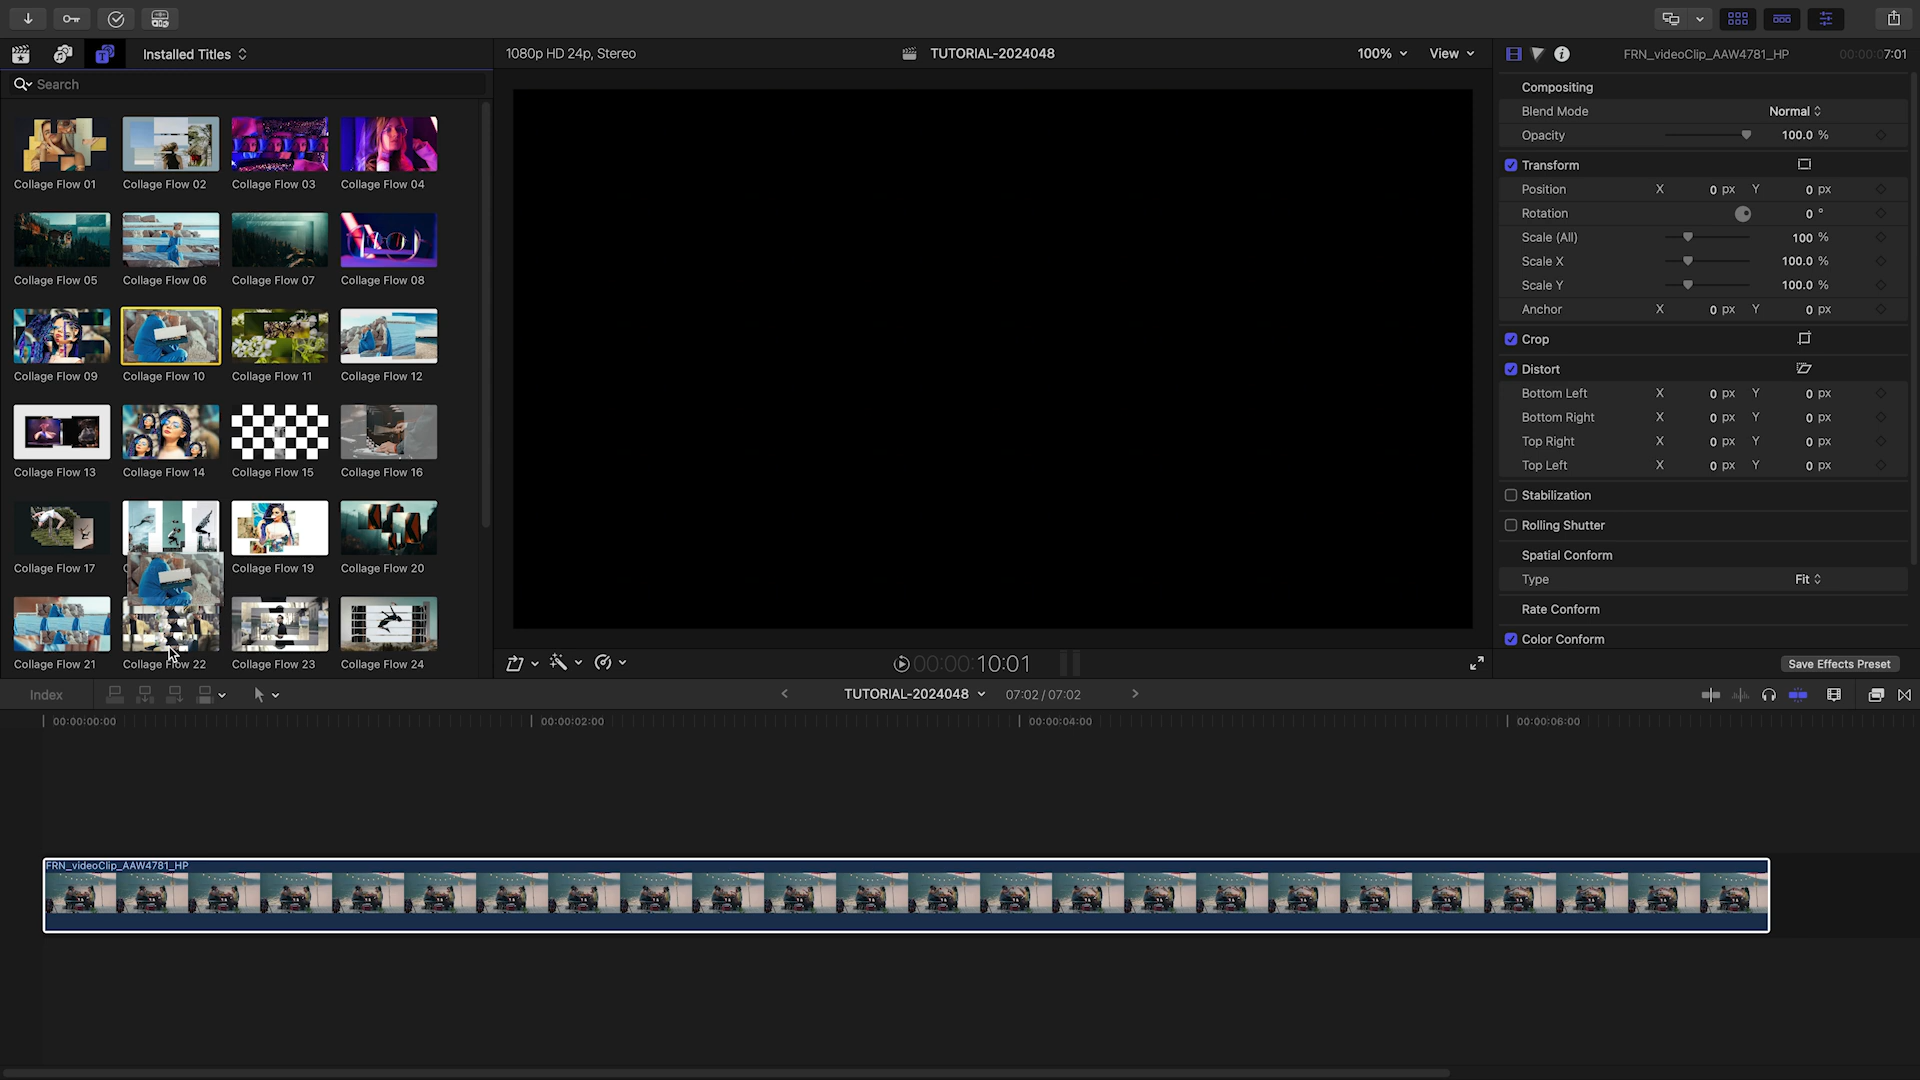 Installed Titles
1080p HD 24p, Stereo
TUTORIAL-2024048
100%
View
FRN_videoClip_AAW4781_HP
00:00:07:01
Search
Collage Flow 01
Collage Flow 02
Collage Flow 03
Collage Flow 04
Collage Flow 05
Collage Flow 06
Collage Flow 07
Collage Flow 08
Collage Flow 09
Collage Flow 10
Collage Flow 11
Collage Flow 12
Collage Flow 13
Collage Flow 14
Collage Flow 15
Collage Flow 16
Collage Flow 17
Collage Flow 19
Collage Flow 20
Collage Flow 21
Collage Flow 22
Collage Flow 23
Collage Flow 24
Compositing
Blend Mode Normal
Opacity 100.0 %
Transform
Position X 0 px Y 0 px
Rotation 0 °
Scale (All) 100 %
Scale X 100.0 %
Scale Y 100.0 %
Anchor X 0 px Y 0 px
Crop
Distort
Bottom Left X 0 px Y 0 px
Bottom Right X 0 px Y 0 px
Top Right X 0 px Y 0 px
Top Left X 0 px Y 0 px
Stabilization
Rolling Shutter
Spatial Conform
Type Fit
Rate Conform
Color Conform
Save Effects Preset
00:00:10:01
Index
TUTORIAL-2024048
07:02 / 07:02
00:00:00:00
00:00:02:00
00:00:04:00
00:00:06:00
FRN_videoClip_AAW4781_HP